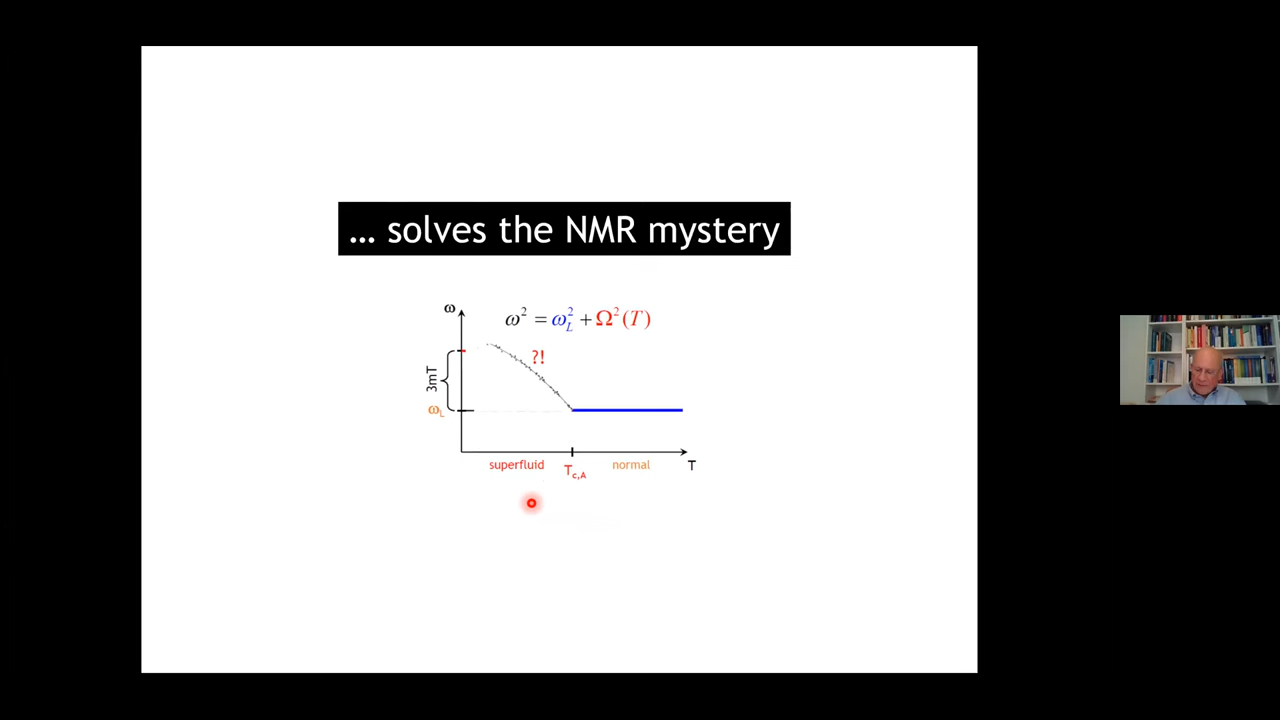 ... solves the NMR mystery
ω
ω² = ω_L² + Ω²(T)
?!
3mT
ω_L
superfluid
T_c,A
normal
T